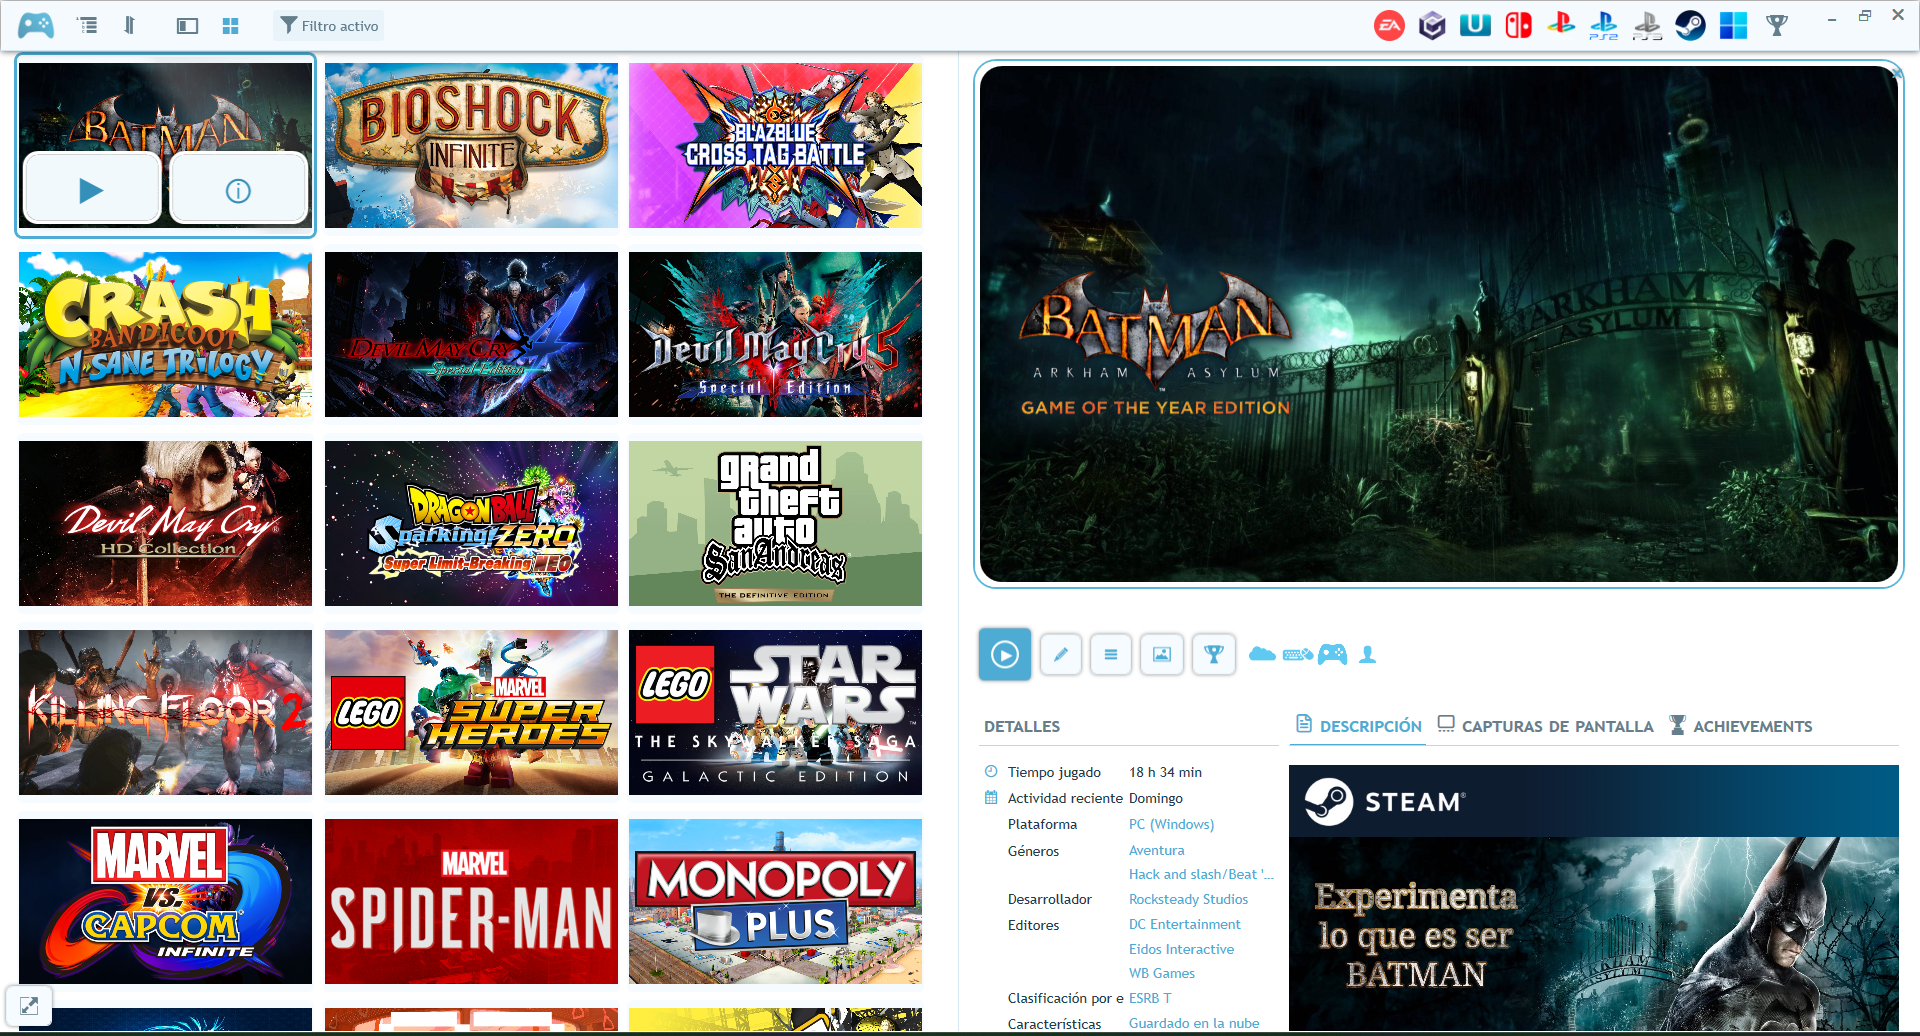 Filtro activo
EA
U
PS2
PS3
BATMAN
BIOSHOCK
INFINITE
BLAZBLUE
CROSS TAG BATTLE
CRASH
BANDICOOT
N. SANE TRILOGY
DEVIL MAY CRY 4
Special Edition
Devil May Cry 5
Special Edition
Devil May Cry
HD Collection
DRAGON BALL
Sparking! ZERO
Super Limit-Breaking NEO
grand
theft
auto
San Andreas
THE DEFINITIVE EDITION
KILLING FLOOR 2
LEGO
MARVEL
SUPER
HEROES
LEGO
STAR
WARS
THE SKYWALKER SAGA
GALACTIC EDITION
MARVEL
VS.
CAPCOM
INFINITE
MARVEL
SPIDER-MAN
MONOPOLY
PLUS
ARKHAM
ASYLUM
BATMAN
ARKHAM ASYLUM
GAME OF THE YEAR EDITION
DETALLES
DESCRIPCIÓN
CAPTURAS DE PANTALLA
ACHIEVEMENTS
Tiempo jugado 18 h 34 min
Actividad reciente Domingo
Plataforma PC (Windows)
Géneros Aventura
Hack and slash/Beat '...
Desarrollador Rocksteady Studios
Editores DC Entertainment
Eidos Interactive
WB Games
Clasificación por e ESRB T
Características Guardado en la nube
STEAM
Experimenta
lo que es ser
BATMAN
ARKHAM
ASYLUM